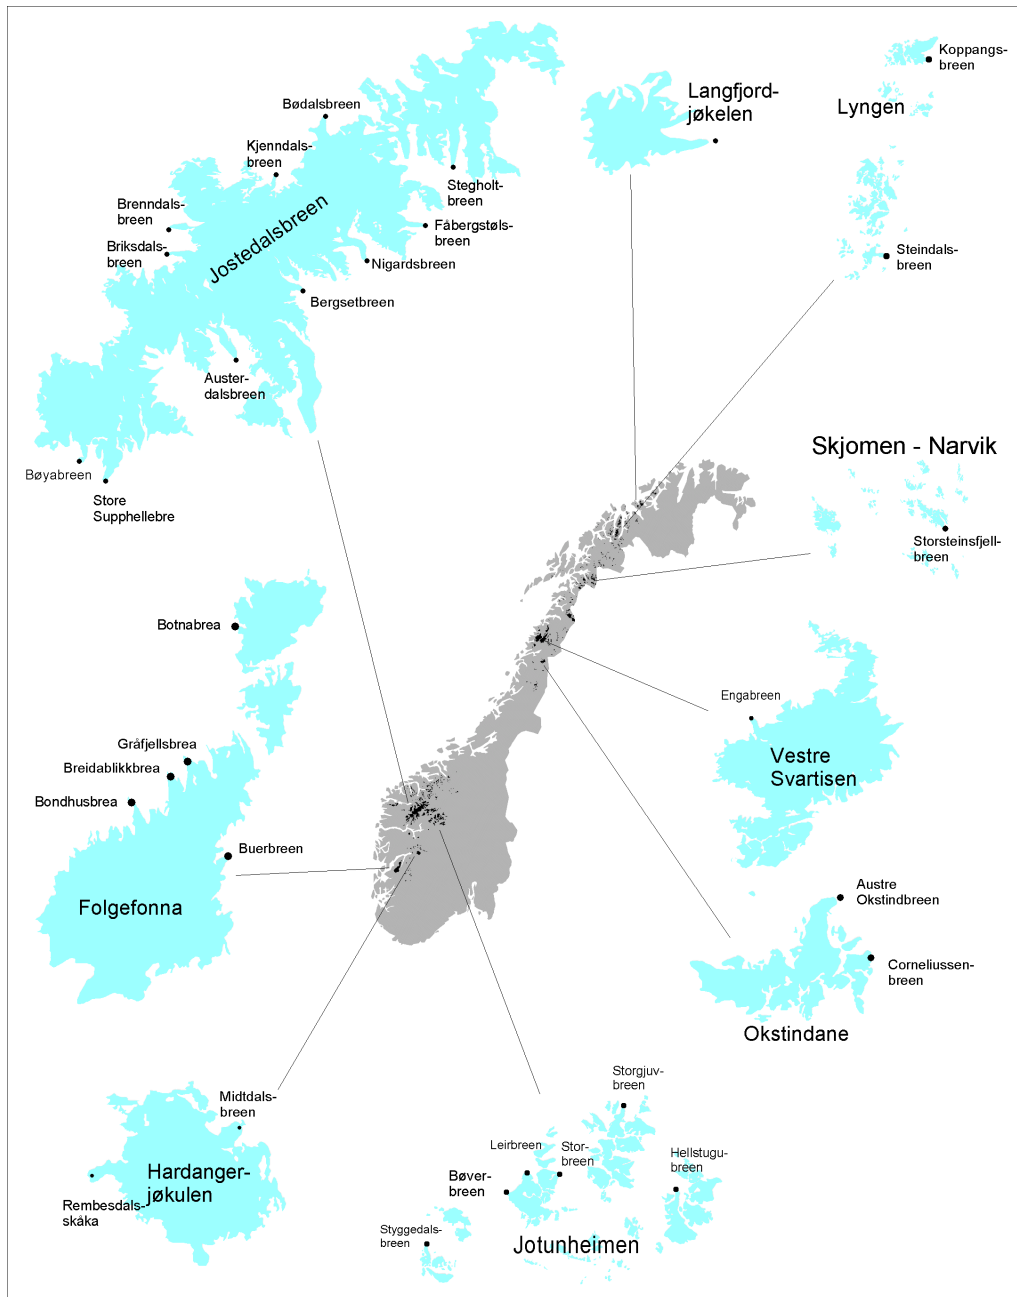 Koppangs-
breen
Langfjord-
jøkelen
Lyngen
Bødalsbreen
Kjenndals-
breen
Stegholt-
breen
Brenndals-
breen
Fåbergstøls-
breen
Jostedalsbreen
Briksdals-
breen
Nigardsbreen
Steindals-
breen
Bergsetbreen
Auster-
dalsbreen
Skjomen - Narvik
Bøyabreen
Store
Supphellebre
Storsteinsfjell-
breen
Botnabrea
Engabreen
Gråfjellsbrea
Breidablikkbrea
Vestre
Svartisen
Bondhusbrea
Buerbreen
Folgefonna
Austre
Okstindbreen
Corneliussen-
breen
Okstindane
Storgjuv-
breen
Midtdals-
breen
Leirbreen
Stor-
breen
Hellstugu-
breen
Hardanger-
jøkulen
Bøver-
breen
Rembesdals-
skåka
Styggedals-
breen
Jotunheimen